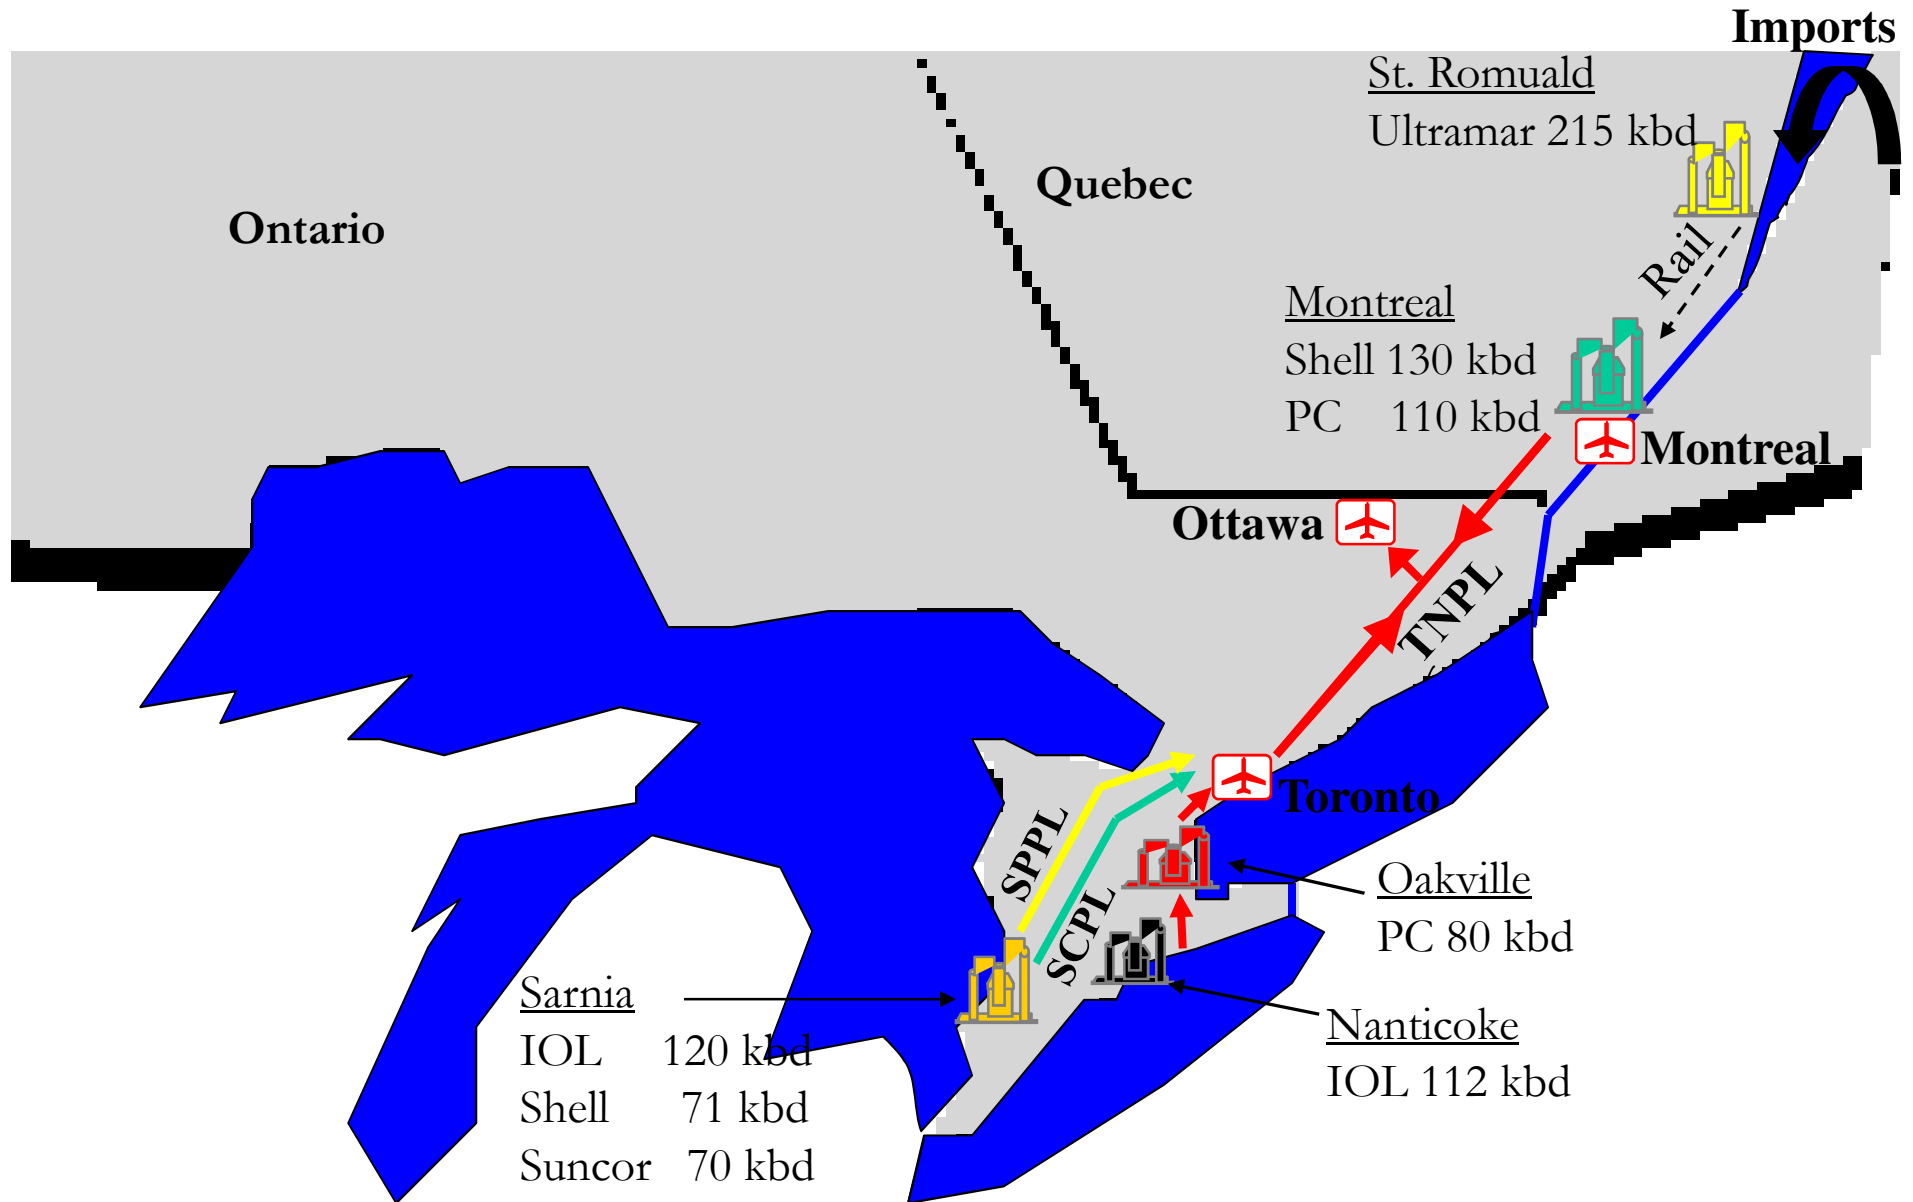 Imports
St. Romuald
Ultramar 215 kbd
Quebec
Ontario
Rail
Montreal
Shell 130 kbd
PC 110 kbd
Montreal
Ottawa
TNPL
Toronto
SPPL
SCPL
Oakville
PC 80 kbd
Sarnia
IOL 120 kbd
Shell 71 kbd
Suncor 70 kbd
Nanticoke
IOL 112 kbd